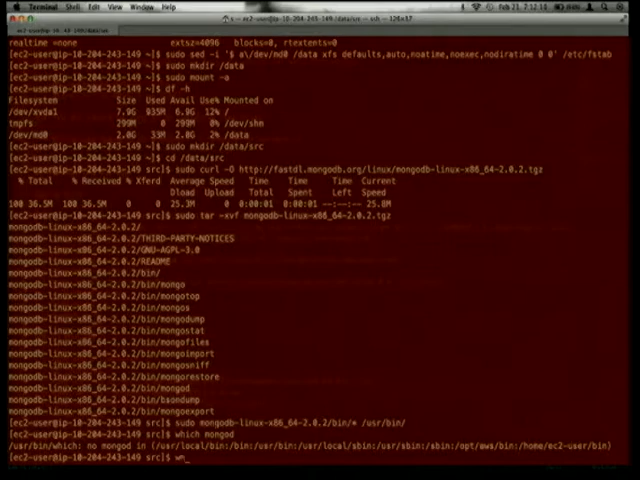 Terminal Shell Edit View Window Help Feb 21, 7:12:18
ssh — 126×37
realtime =none extsz=4096 blocks=0, rtextents=0
[ec2-user@ip-10-204-243-149 ~]$ sudo sed -i '$ a\/dev/md0 /data xfs defaults,auto,noatime,noexec,nodiratime 0 0' /etc/fstab
[ec2-user@ip-10-204-243-149 ~]$ sudo mkdir /data
[ec2-user@ip-10-204-243-149 ~]$ sudo mount -a
[ec2-user@ip-10-204-243-149 ~]$ df -h
Filesystem Size Used Avail Use% Mounted on
/dev/xvda1 7.9G 935M 6.9G 12% /
tmpfs 299M 0 299M 0% /dev/shm
/dev/md0 2.0G 33M 2.0G 2% /data
[ec2-user@ip-10-204-243-149 ~]$ sudo mkdir /data/src
[ec2-user@ip-10-204-243-149 ~]$ cd /data/src
[ec2-user@ip-10-204-243-149 src]$ sudo curl -O http://fastdl.mongodb.org/linux/mongodb-linux-x86_64-2.0.2.tgz
% Total % Received % Xferd Average Speed Time Time Time Current
Dload Upload Total Spent Left Speed
100 36.5M 100 36.5M 0 0 25.3M 0 0:00:01 0:00:01 --:--:-- 25.8M
[ec2-user@ip-10-204-243-149 src]$ sudo tar -xvf mongodb-linux-x86_64-2.0.2.tgz
mongodb-linux-x86_64-2.0.2/
mongodb-linux-x86_64-2.0.2/THIRD-PARTY-NOTICES
mongodb-linux-x86_64-2.0.2/GNU-AGPL-3.0
mongodb-linux-x86_64-2.0.2/README
mongodb-linux-x86_64-2.0.2/bin/
mongodb-linux-x86_64-2.0.2/bin/mongo
mongodb-linux-x86_64-2.0.2/bin/mongotop
mongodb-linux-x86_64-2.0.2/bin/mongos
mongodb-linux-x86_64-2.0.2/bin/mongodump
mongodb-linux-x86_64-2.0.2/bin/mongostat
mongodb-linux-x86_64-2.0.2/bin/mongofiles
mongodb-linux-x86_64-2.0.2/bin/mongoimport
mongodb-linux-x86_64-2.0.2/bin/mongosniff
mongodb-linux-x86_64-2.0.2/bin/mongorestore
mongodb-linux-x86_64-2.0.2/bin/mongod
mongodb-linux-x86_64-2.0.2/bin/bsondump
mongodb-linux-x86_64-2.0.2/bin/mongoexport
[ec2-user@ip-10-204-243-149 src]$ sudo mongodb-linux-x86_64-2.0.2/bin/* /usr/bin/
[ec2-user@ip-10-204-243-149 src]$ which mongod
/usr/bin/which: no mongod in (/usr/local/bin:/bin:/usr/bin:/usr/local/sbin:/usr/sbin:/sbin:/opt/aws/bin:/home/ec2-user/bin)
[ec2-user@ip-10-204-243-149 src]$ wh_